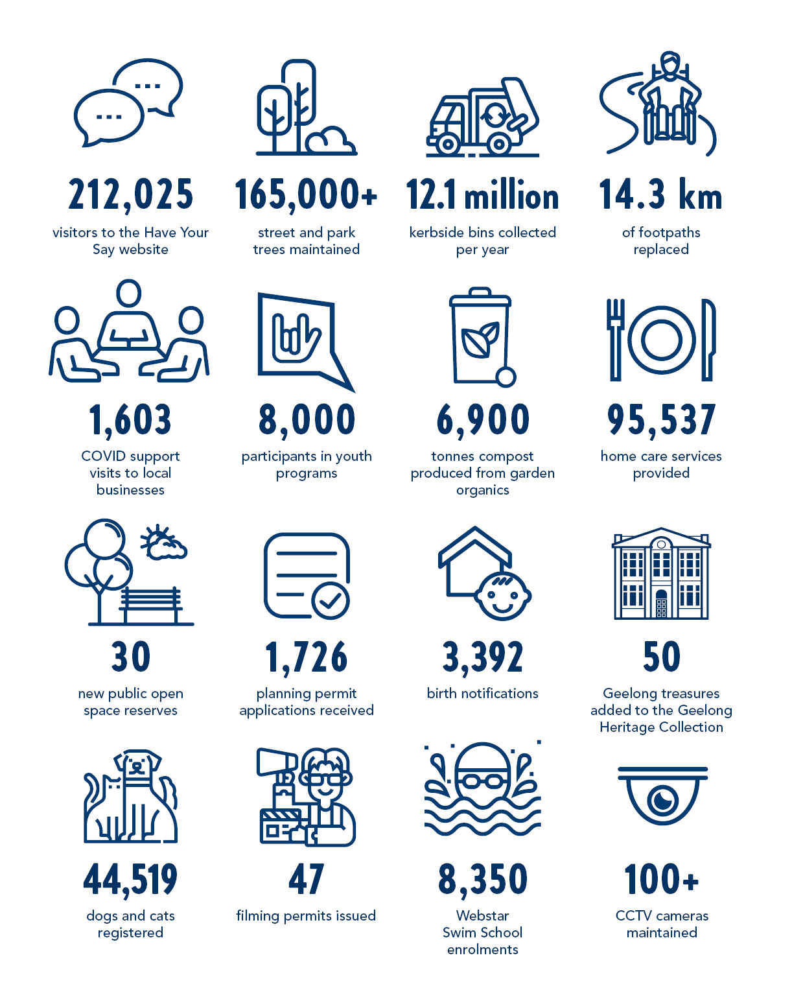 212,025
visitors to the Have Your
Say website
165,000+
street and park
trees maintained
12.1 million
kerbside bins collected
per year
14.3 km
of footpaths
replaced
1,603
COVID support
visits to local
businesses
8,000
participants in youth
programs
6,900
tonnes compost
produced from garden
organics
95,537
home care services
provided
30
new public open
space reserves
1,726
planning permit
applications received
3,392
birth notifications
50
Geelong treasures
added to the Geelong
Heritage Collection
44,519
dogs and cats
registered
47
filming permits issued
8,350
Webstar
Swim School
enrolments
100+
CCTV cameras
maintained